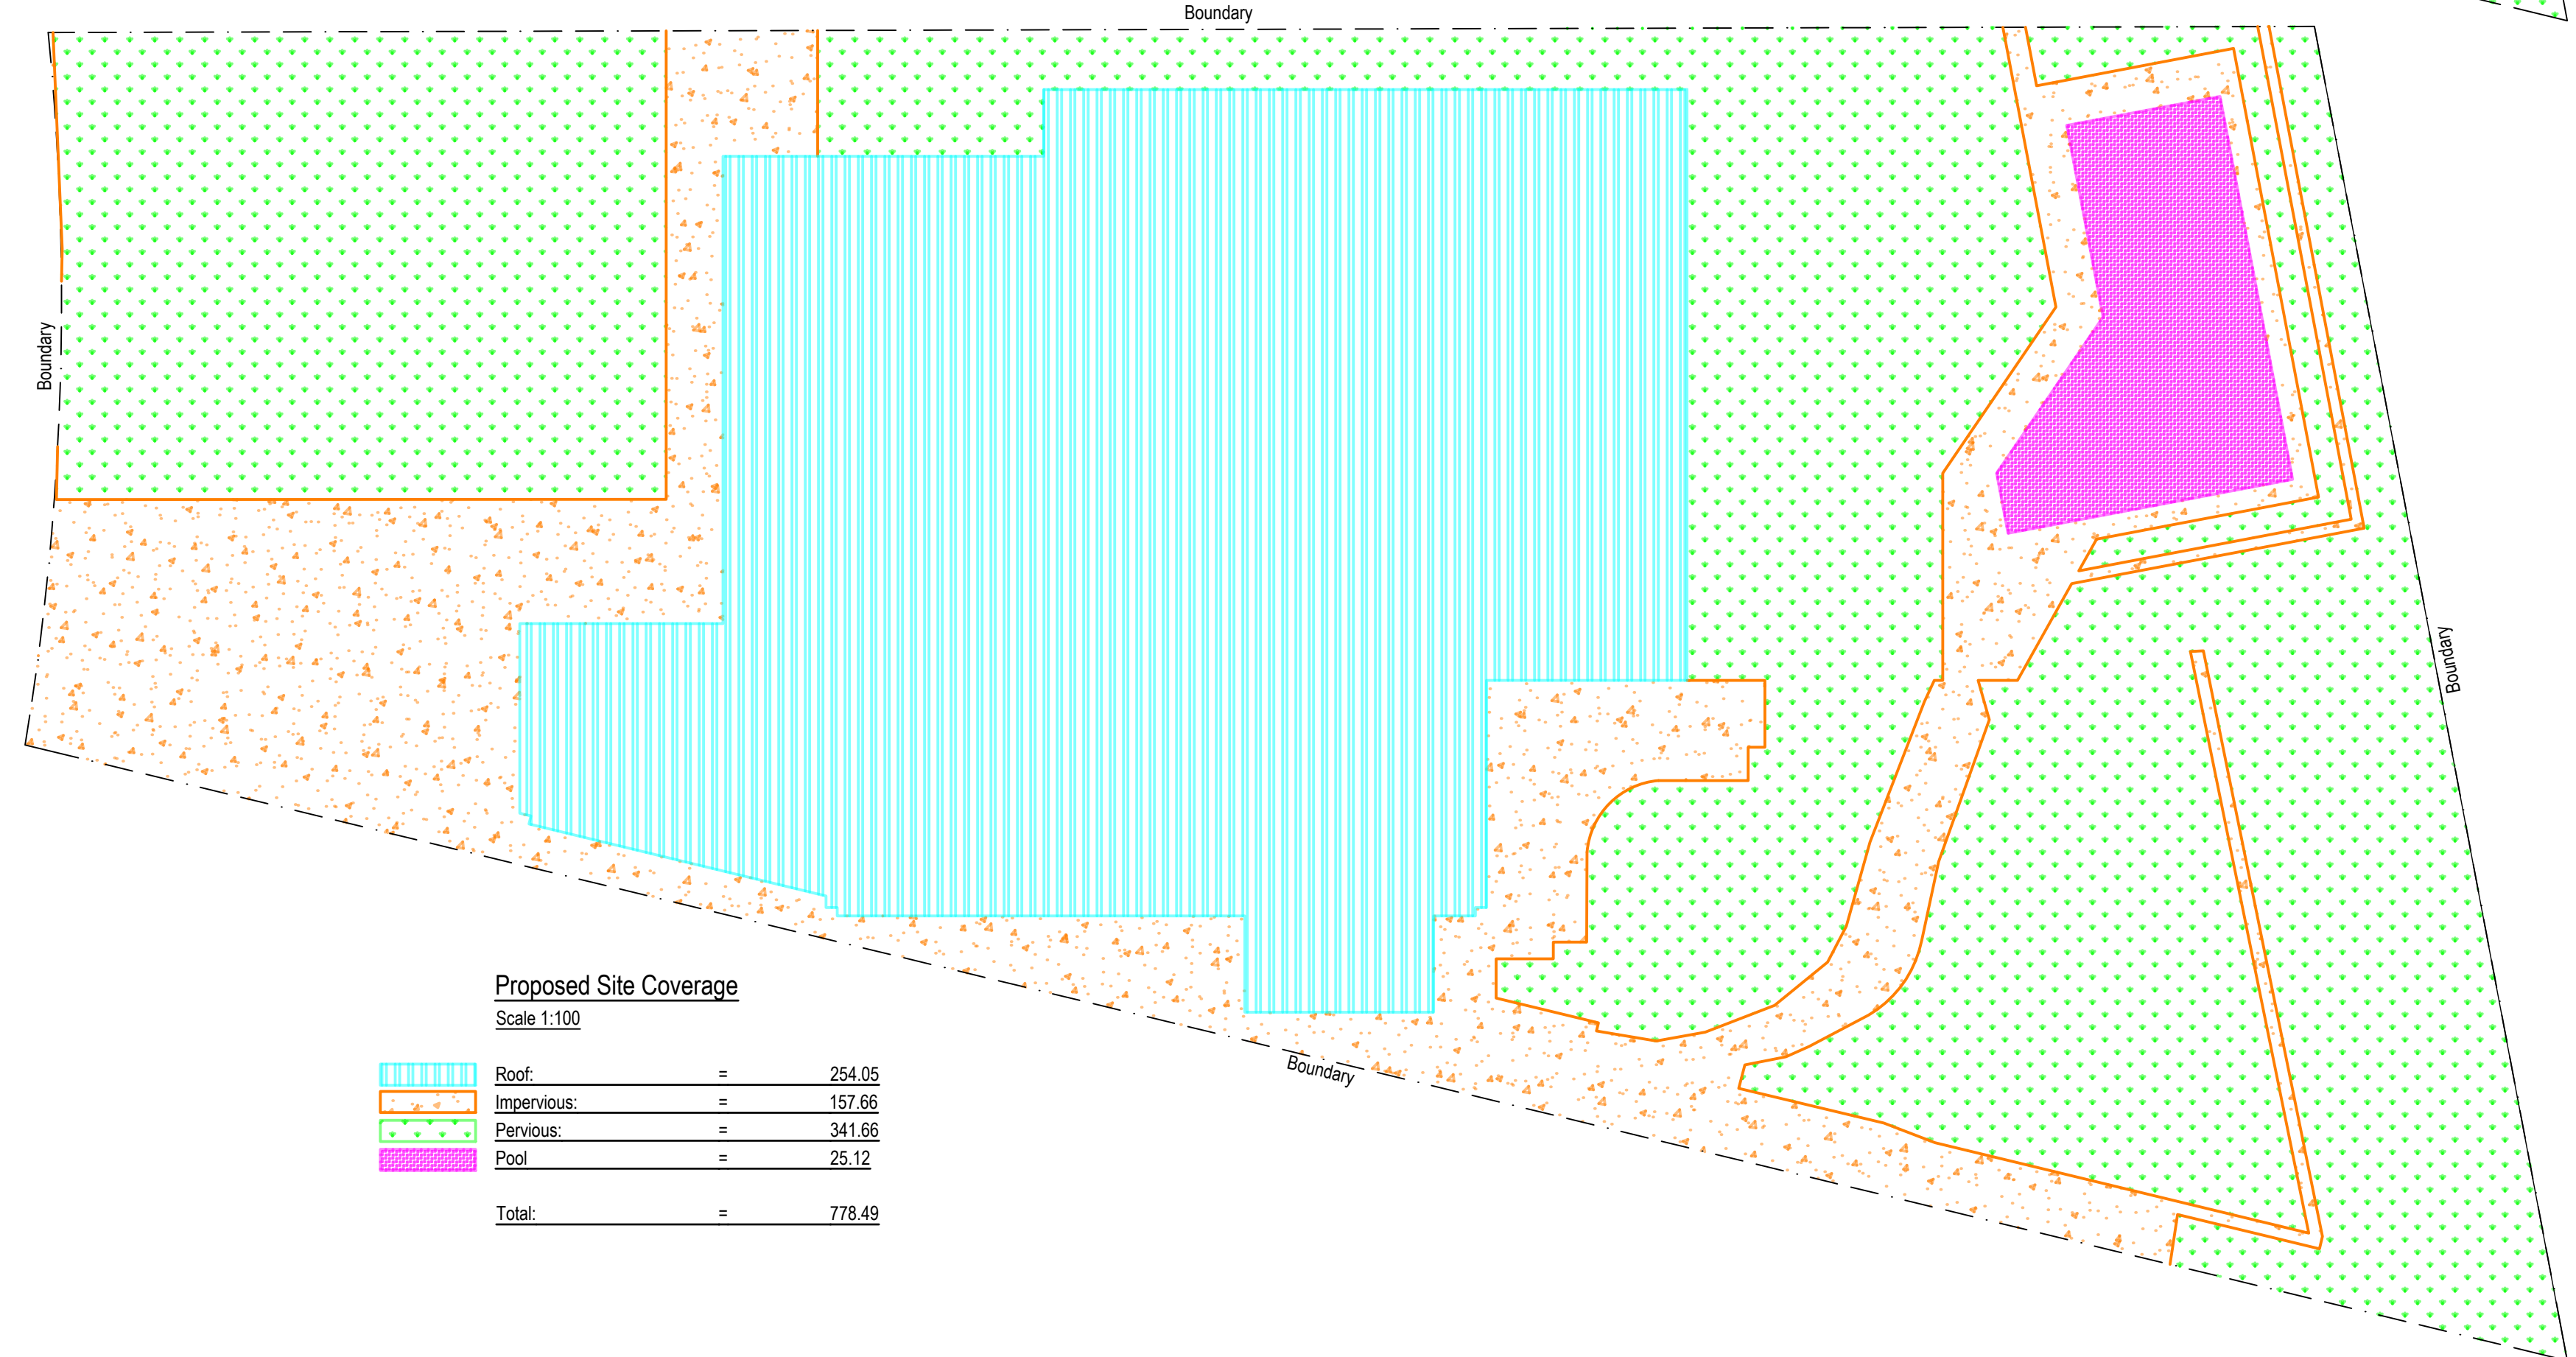 Boundary
Boundary
Boundary
Boundary
Proposed Site Coverage
Scale 1:100
Roof: = 254.05
Impervious: = 157.66
Pervious: = 341.66
Pool = 25.12
Total: = 778.49